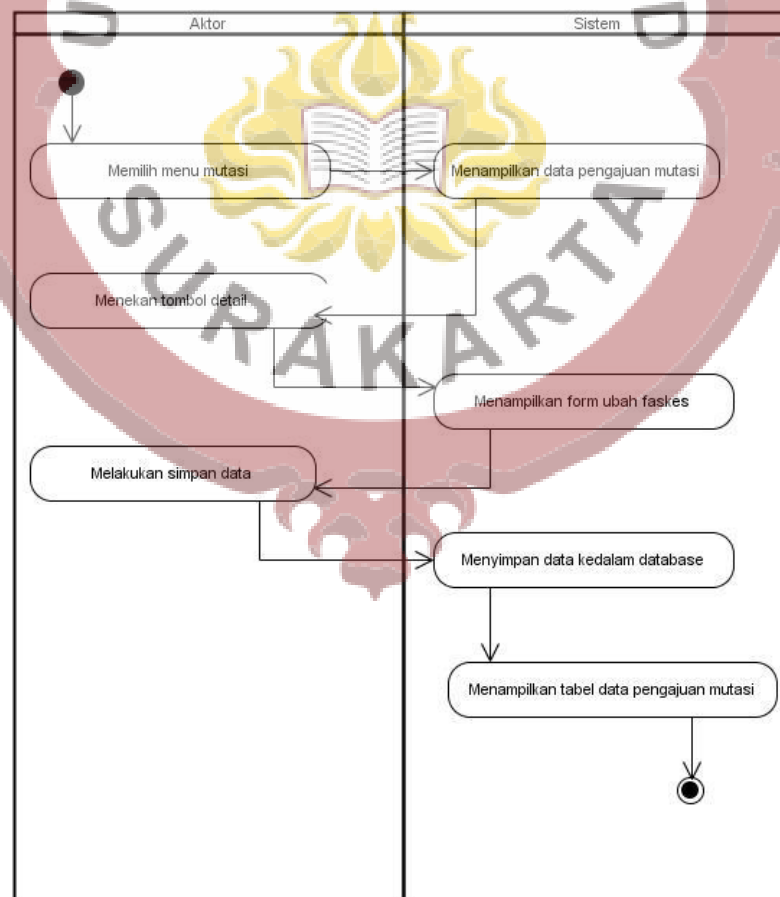 Aktor
Sistem
Memilih menu mutasi
Menampilkan data pengajuan mutasi
Menekan tombol detail
SURAKARTA
Menampilkan form ubah faskes
Melakukan simpan data
Menyimpan data kedalam database
Menampilkan tabel data pengajuan mutasi